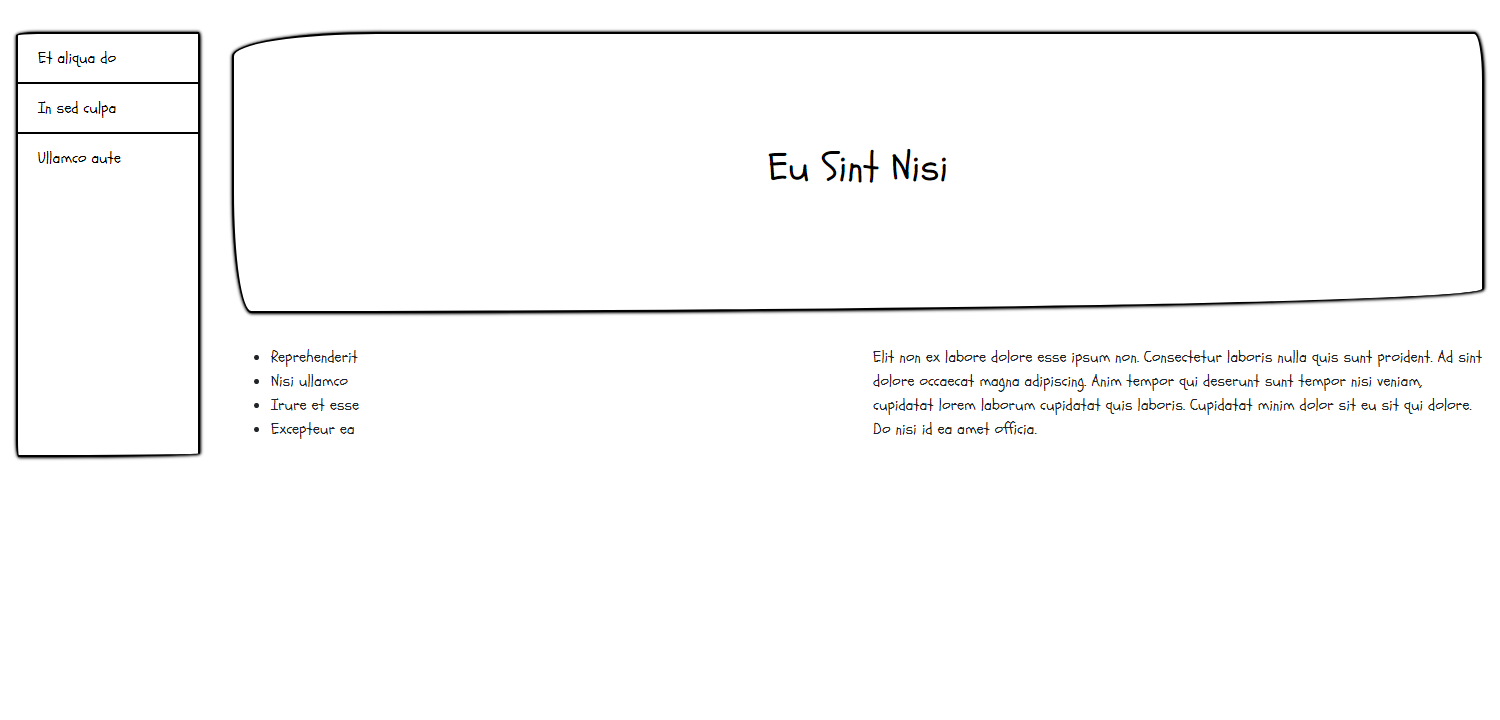 Et aliqua do
In sed culpa
Ullamco aute
Eu Sint Nisi
Reprehenderit
Nisi ullamco
Irure et esse
Excepteur ea
Elit non ex labore dolore esse ipsum non. Consectetur laboris nulla quis sunt proident. Ad sint
dolore occaecat magna adipiscing. Anim tempor qui deserunt sunt tempor nisi veniam,
cupidatat lorem laborum cupidatat quis laboris. Cupidatat minim dolor sit eu sit qui dolore.
Do nisi id ea amet officia.